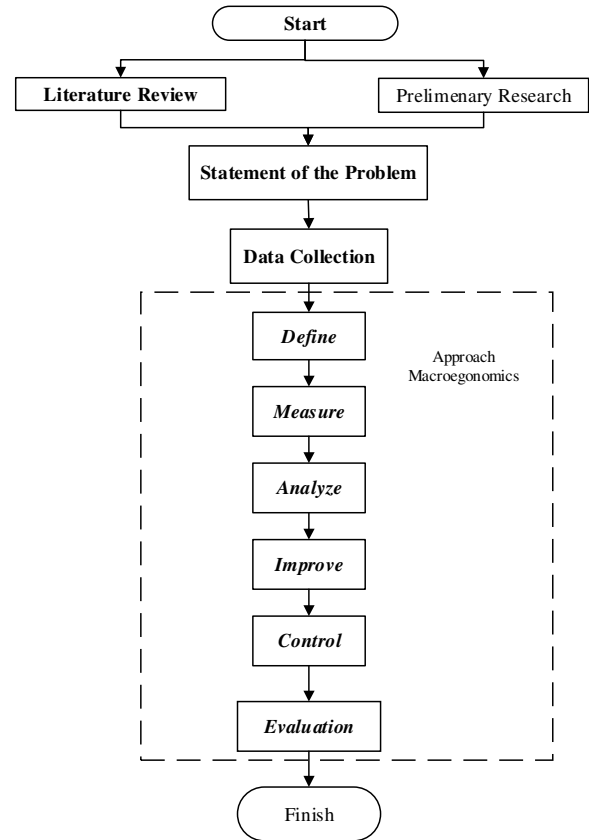 Start
Literature Review
Prelimenary Research
Statement of the Problem
Data Collection
Define
Approach
Macroegonomics
Measure
Analyze
Improve
Control
Evaluation
Finish